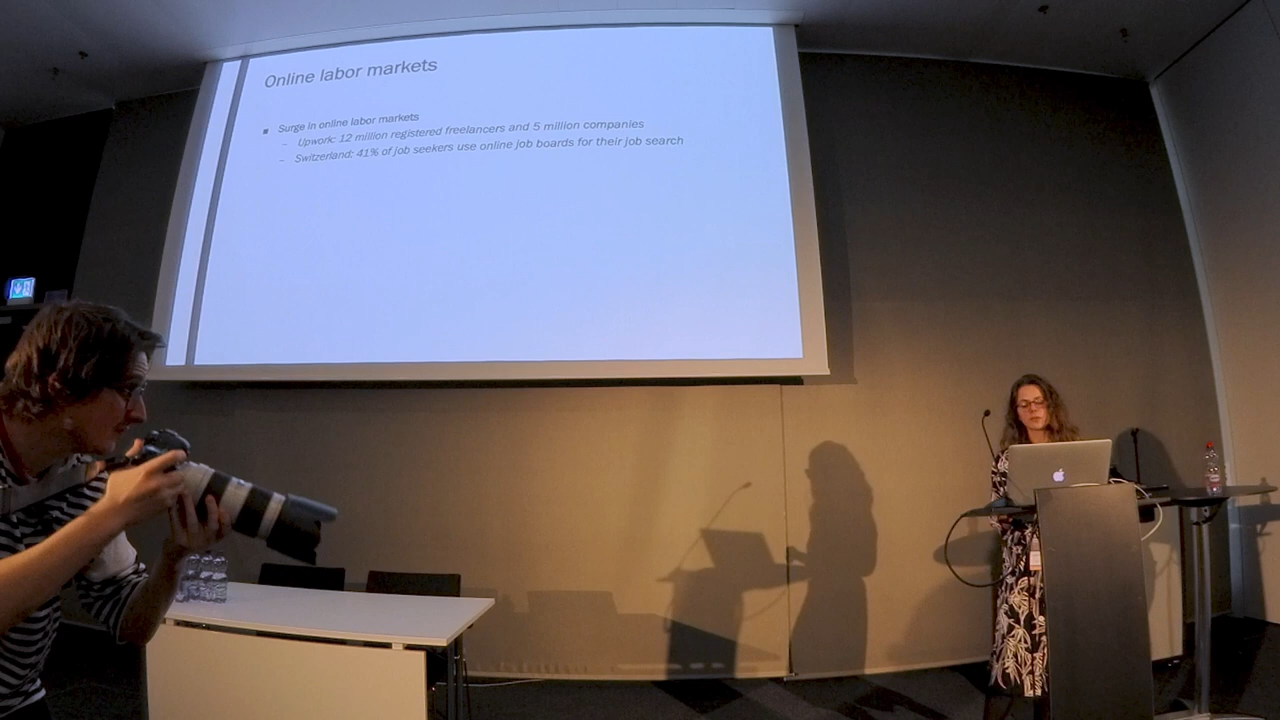 Online labor markets
Surge in online labor markets
– Upwork: 12 million registered freelancers and 5 million companies
– Switzerland: 41% of job seekers use online job boards for their job search